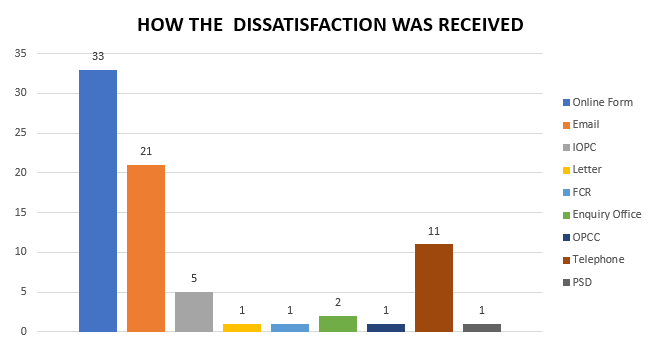 HOW THE  DISSATISFACTION WAS RECEIVED
35
30
25
20
15
10
5
0
33
21
5
1
1
2
1
11
1
Online Form
Email
IOPC
Letter
FCR
Enquiry Office
OPCC
Telephone
PSD